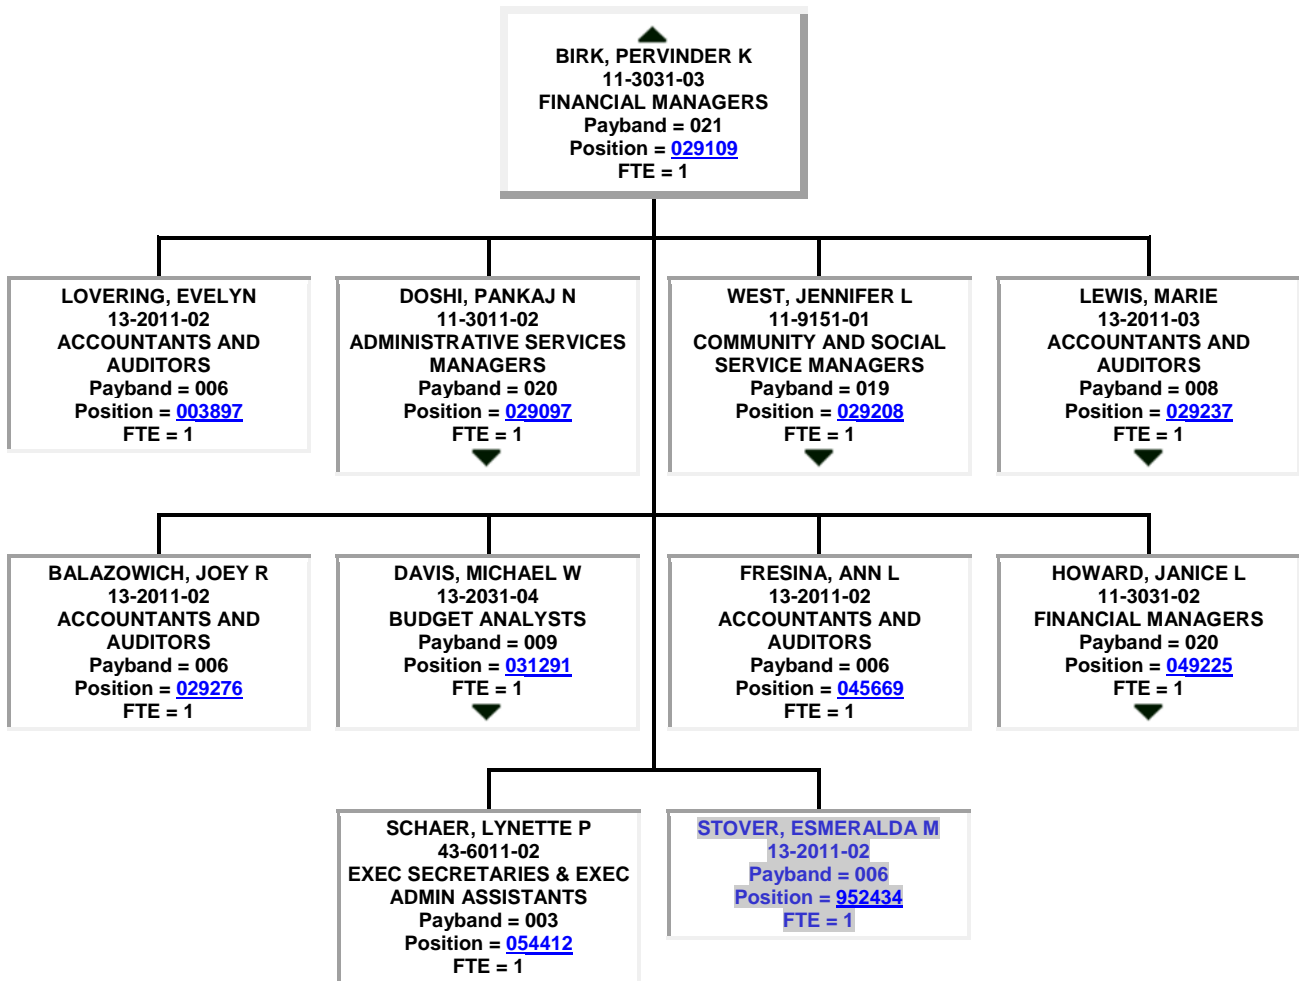 BIRK, PERVINDER K
11-3031-03
FINANCIAL MANAGERS
Payband = 021
Position = 029109
FTE = 1
LOVERING, EVELYN
13-2011-02
ACCOUNTANTS AND
AUDITORS
Payband = 006
Position = 003897
FTE = 1
DOSHI, PANKAJ N
11-3011-02
ADMINISTRATIVE SERVICES
MANAGERS
Payband = 020
Position = 029097
FTE = 1
WEST, JENNIFER L
11-9151-01
COMMUNITY AND SOCIAL
SERVICE MANAGERS
Payband = 019
Position = 029208
FTE = 1
LEWIS, MARIE
13-2011-03
ACCOUNTANTS AND
AUDITORS
Payband = 008
Position = 029237
FTE = 1
BALAZOWICH, JOEY R
13-2011-02
ACCOUNTANTS AND
AUDITORS
Payband = 006
Position = 029276
FTE = 1
DAVIS, MICHAEL W
13-2031-04
BUDGET ANALYSTS
Payband = 009
Position = 031291
FTE = 1
FRESINA, ANN L
13-2011-02
ACCOUNTANTS AND
AUDITORS
Payband = 006
Position = 045669
FTE = 1
HOWARD, JANICE L
11-3031-02
FINANCIAL MANAGERS
Payband = 020
Position = 049225
FTE = 1
SCHAER, LYNETTE P
43-6011-02
EXEC SECRETARIES & EXEC
ADMIN ASSISTANTS
Payband = 003
Position = 054412
FTE = 1
STOVER, ESMERALDA M
13-2011-02
Payband = 006
Position = 952434
FTE = 1